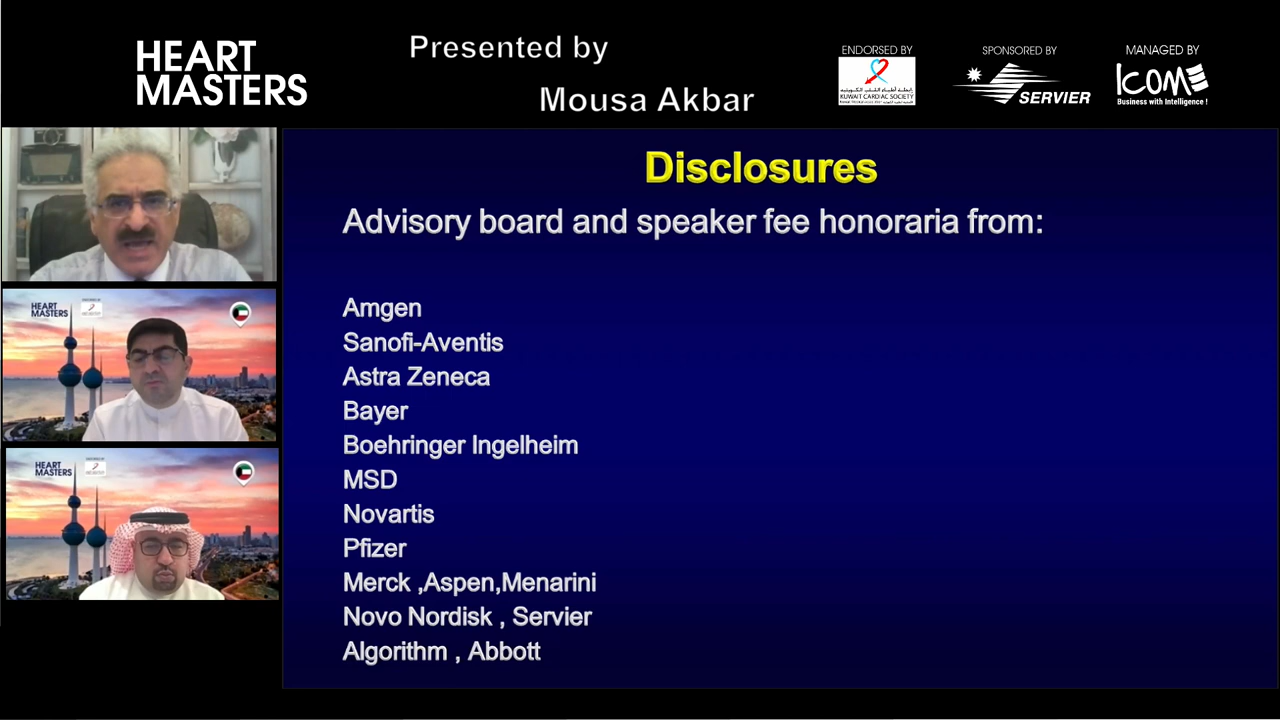 HEART
MASTERS
Presented by
Mousa Akbar
ENDORSED BY
KUWAIT CARDIAC SOCIETY
SPONSORED BY
SERVIER
MANAGED BY
ICOME
Business with Intelligence !
Disclosures
Advisory board and speaker fee honoraria from:
Amgen
Sanofi-Aventis
Astra Zeneca
Bayer
Boehringer Ingelheim
MSD
Novartis
Pfizer
Merck ,Aspen,Menarini
Novo Nordisk , Servier
Algorithm , Abbott
HEART
MASTERS
HEART
MASTERS